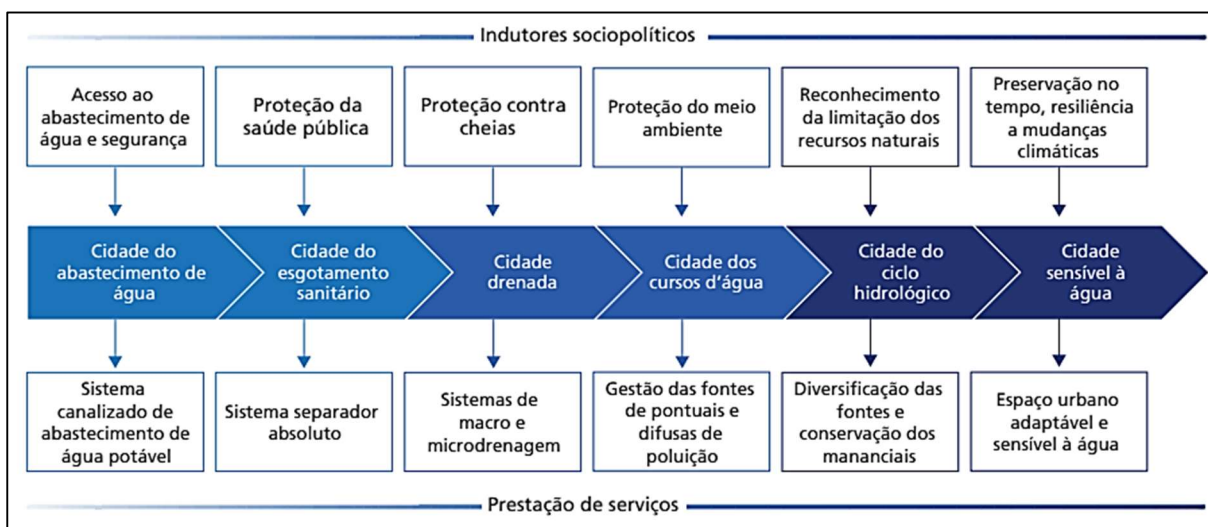 Indutores sociopolíticos
Acesso ao
abastecimento de
água e segurança
Proteção da
saúde pública
Proteção contra
cheias
Proteção do meio
ambiente
Reconhecimento
da limitação dos
recursos naturais
Preservação no
tempo, resiliência
a mudanças
climáticas
Cidade do
abastecimento de
água
Cidade do
esgotamento
sanitário
Cidade
drenada
Cidade dos
cursos d'água
Cidade do
ciclo
hidrológico
Cidade
sensível à
água
Sistema
canalizado de
abastecimento de
água potável
Sistema separador
absoluto
Sistemas de
macro e
microdrenagem
Gestão das fontes
de pontuais e
difusas de
poluição
Diversificação das
fontes e
conservação dos
mananciais
Espaço urbano
adaptável e
sensível à água
Prestação de serviços